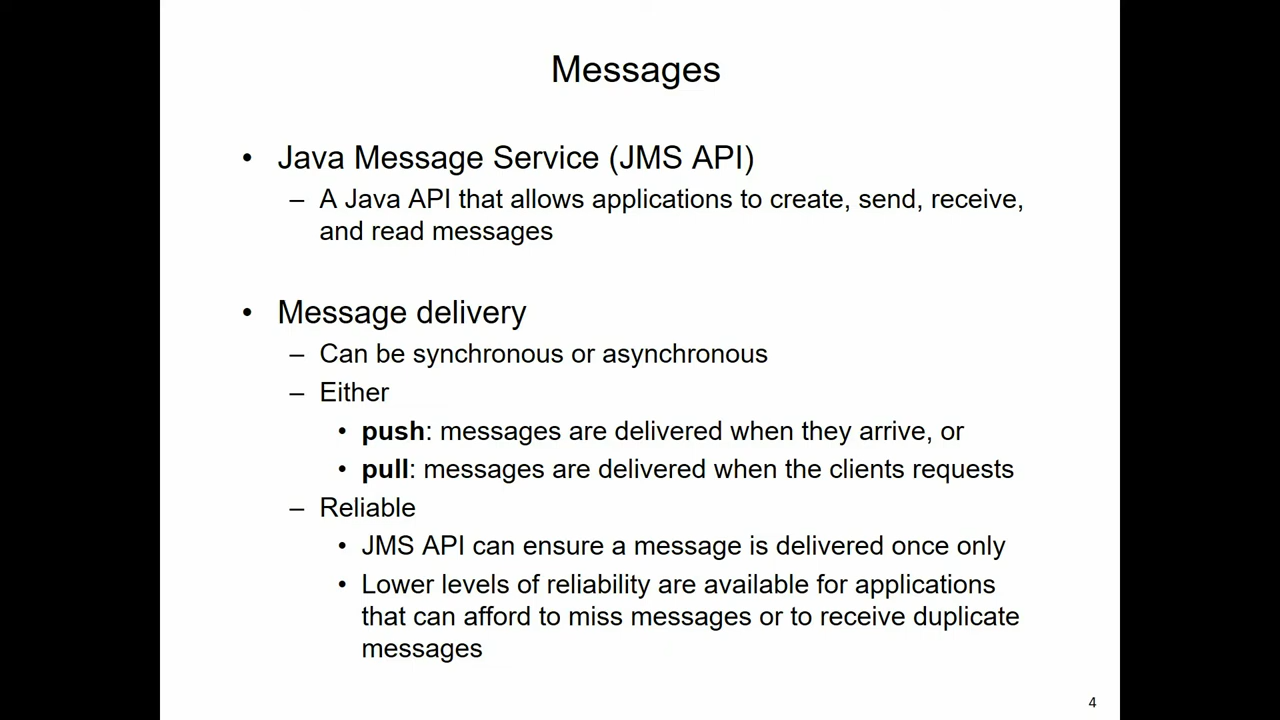 Messages
• Java Message Service (JMS API)
– A Java API that allows applications to create, send, receive,
and read messages
• Message delivery
– Can be synchronous or asynchronous
– Either
• push: messages are delivered when they arrive, or
• pull: messages are delivered when the clients requests
– Reliable
• JMS API can ensure a message is delivered once only
• Lower levels of reliability are available for applications
that can afford to miss messages or to receive duplicate
messages
4